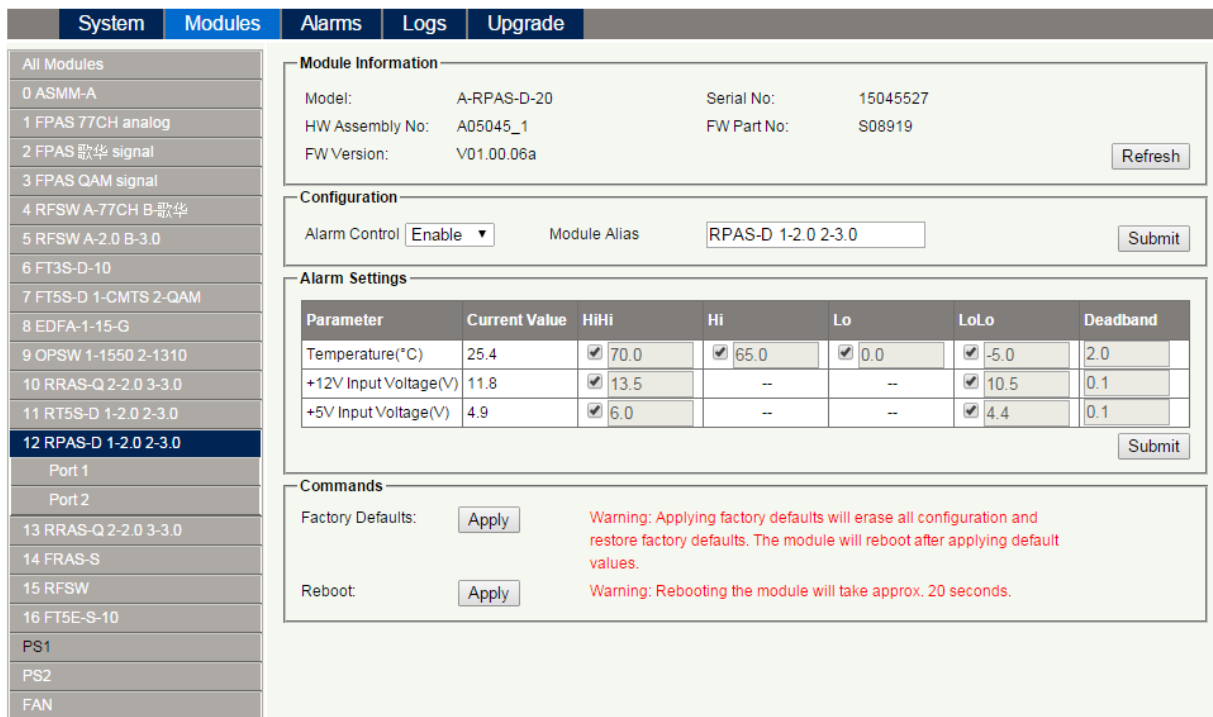 System Modules Alarms Logs Upgrade
All Modules
0 ASMM-A
1 FPAS 77CH analog
2 FPAS 歌华 signal
3 FPAS QAM signal
4 RFSW A-77CH B-歌华
5 RFSW A-2.0 B-3.0
6 FT3S-D-10
7 FT5S-D 1-CMTS 2-QAM
8 EDFA-1-15-G
9 OPSW 1-1550 2-1310
10 RRAS-Q 2-2.0 3-3.0
11 RT5S-D 1-2.0 2-3.0
12 RPAS-D 1-2.0 2-3.0
Port 1
Port 2
13 RRAS-Q 2-2.0 3-3.0
14 FRAS-S
15 RFSW
16 FT5E-S-10
PS1
PS2
FAN
Module Information
Model: A-RPAS-D-20 Serial No: 15045527
HW Assembly No: A05045_1 FW Part No: S08919
FW Version: V01.00.06a
Refresh
Configuration
Alarm Control Enable Module Alias RPAS-D 1-2.0 2-3.0 Submit
Alarm Settings
Parameter Current Value HiHi Hi Lo LoLo Deadband
Temperature(°C) 25.4 70.0 65.0 0.0 -5.0 2.0
+12V Input Voltage(V) 11.8 13.5 -- -- 10.5 0.1
+5V Input Voltage(V) 4.9 6.0 -- -- 4.4 0.1
Submit
Commands
Factory Defaults: Apply Warning: Applying factory defaults will erase all configuration and
restore factory defaults. The module will reboot after applying default
values.
Reboot: Apply Warning: Rebooting the module will take approx. 20 seconds.